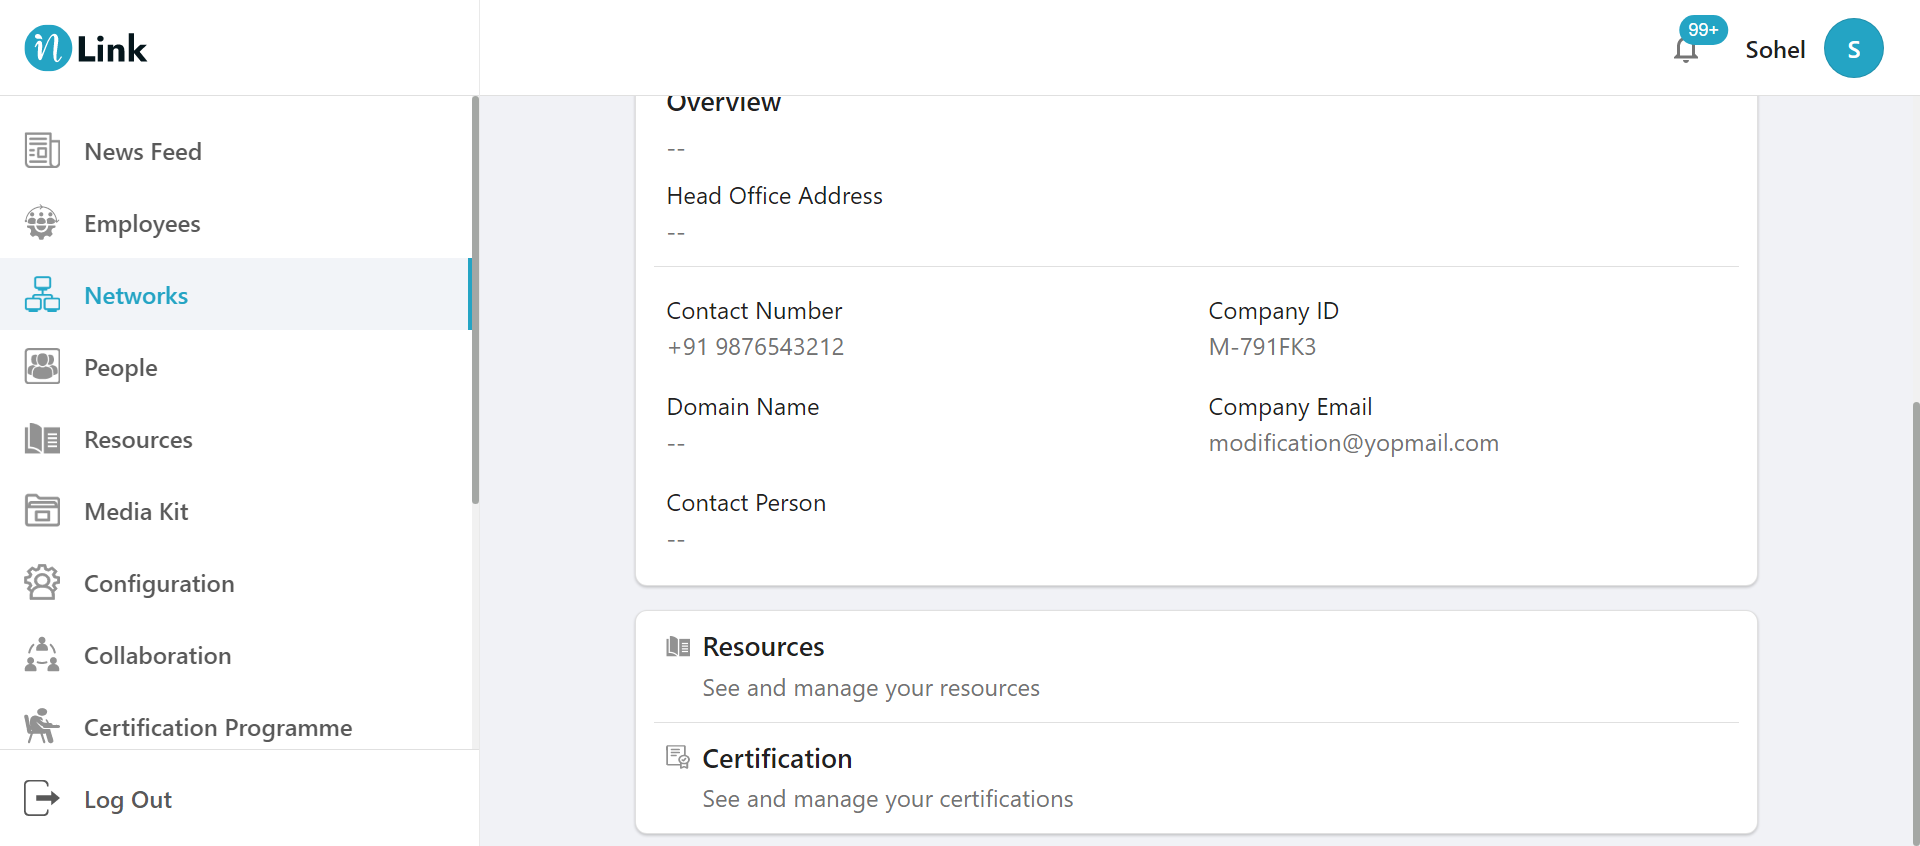 n Link
99+
Sohel
S
News Feed
Employees
Networks
People
Resources
Media Kit
Configuration
Collaboration
Certification Programme
Log Out
Overview
--
Head Office Address
--
Contact Number
+91 9876543212
Company ID
M-791FK3
Domain Name
--
Company Email
modification@yopmail.com
Contact Person
--
Resources
See and manage your resources
Certification
See and manage your certifications